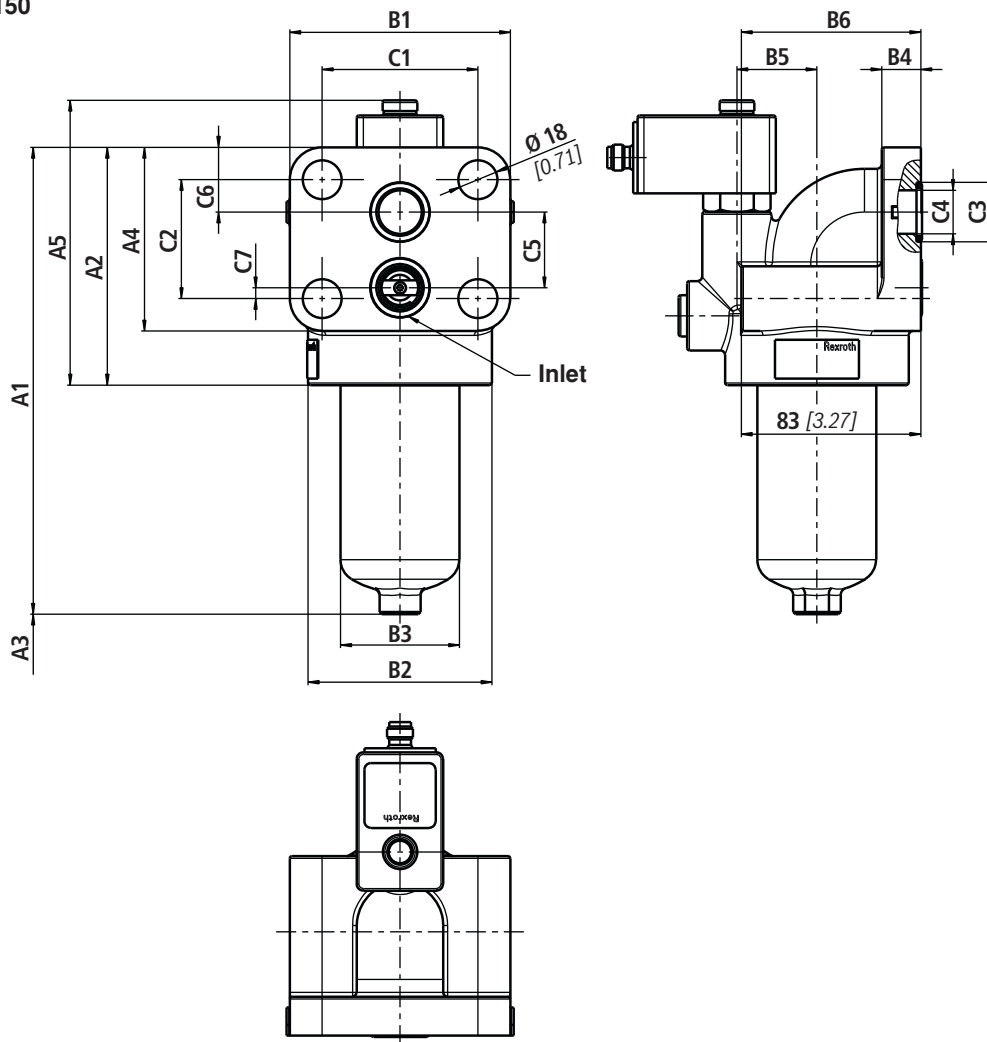 150
B1
C1
B6
B5
B4
Ø 18
[0.71]
A5
A1
A2
A4
C6
C2
C7
C5
C4
C3
Inlet
Rexroth
83 [3.27]
A3
B3
B2
Rexroth